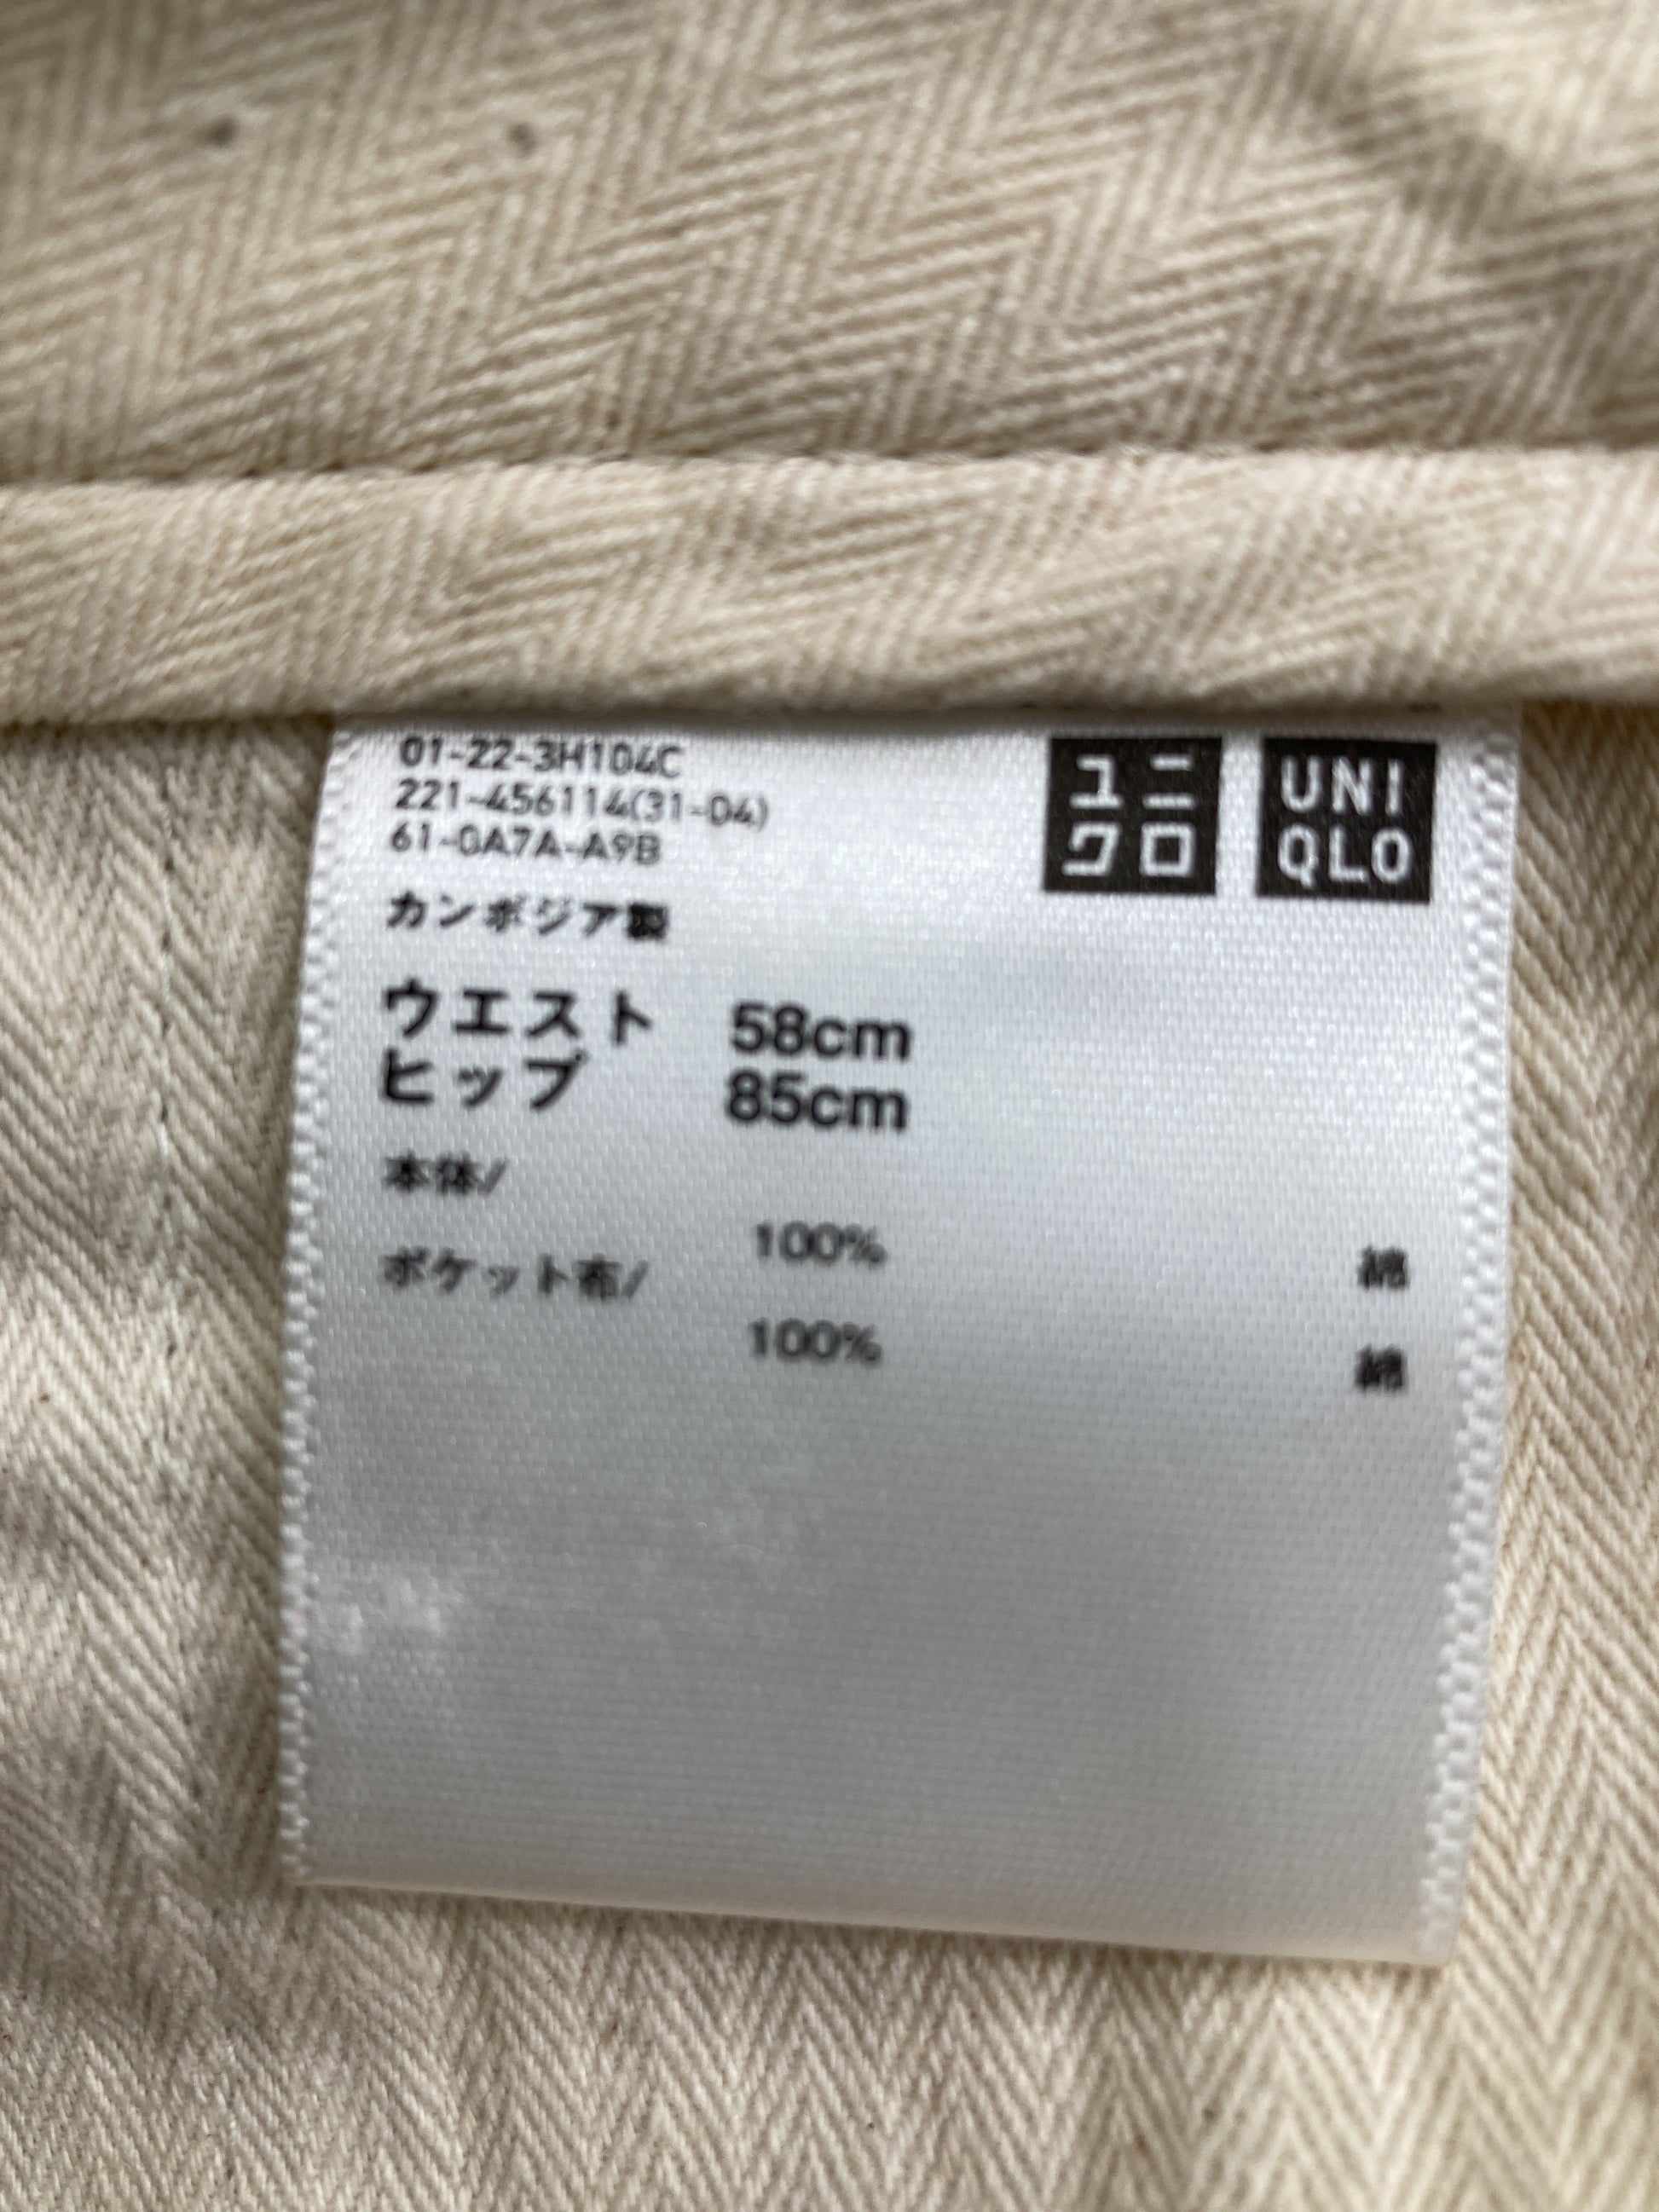 01-22-3H104C
221-456114(31-04)
61-0A7A-A9B
ユニ
クロ
UNI
QLO
カンボジア製
ウエスト 58cm
ヒップ 85cm
本体/
100% 綿
ポケット布/
100% 綿